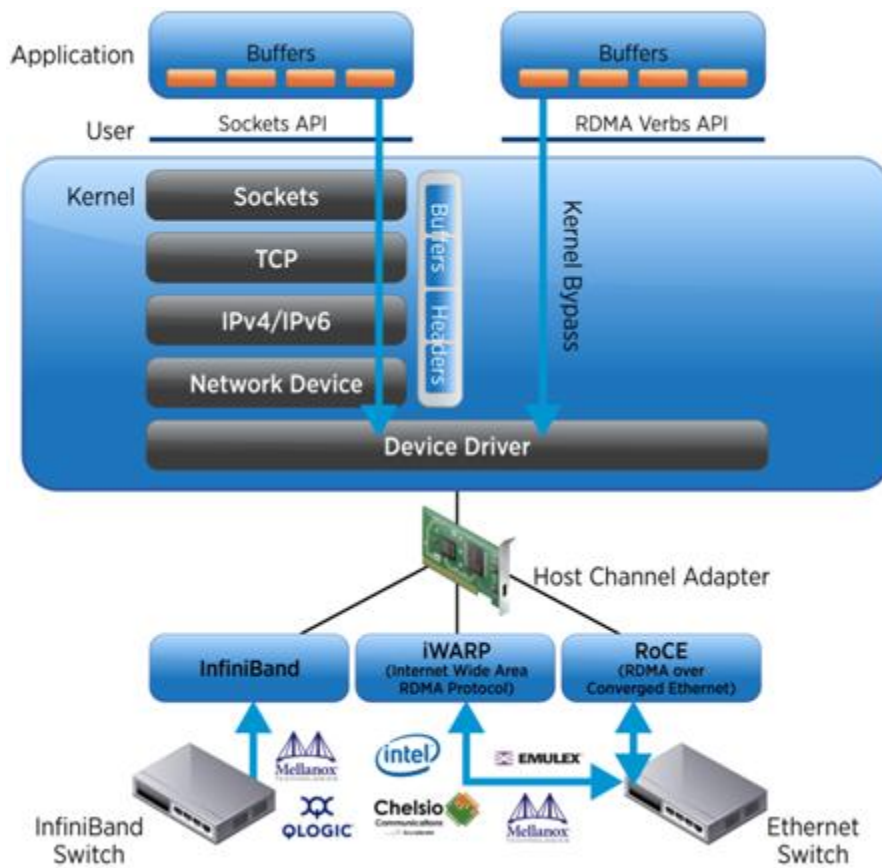 Application
Buffers
Buffers
User
Sockets API
RDMA Verbs API
Kernel
Sockets
TCP
IPv4/IPv6
Network Device
Buffers
Headers
Kernel Bypass
Device Driver
Host Channel Adapter
InfiniBand
iWARP
(Internet Wide Area
RDMA Protocol)
RoCE
(RDMA over
Converged Ethernet)
Mellanox
TECHNOLOGIES
intel
EMULEX
QLOGIC
Chelsio
Communications
Mellanox
TECHNOLOGIES
InfiniBand
Switch
Ethernet
Switch